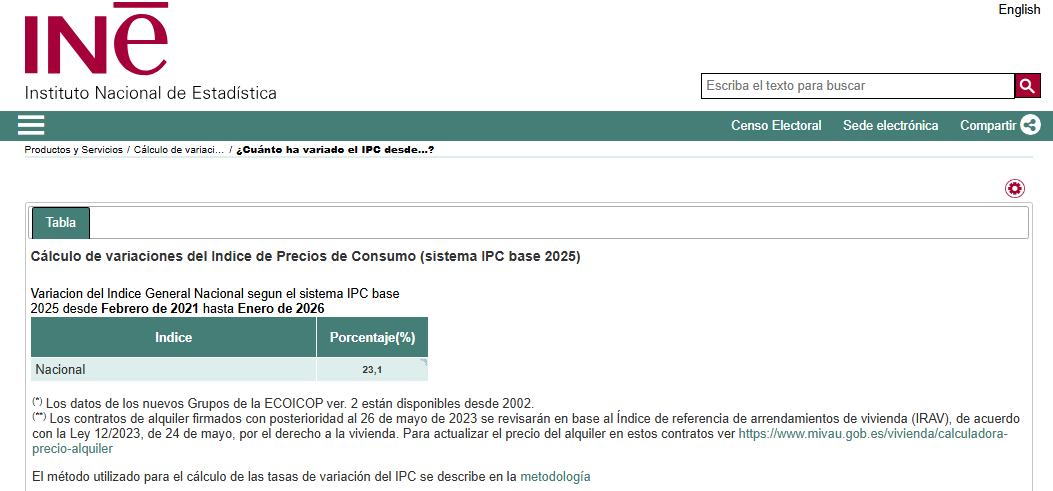 English
INe
Instituto Nacional de Estadística
Escriba el texto para buscar
Censo Electoral Sede electrónica Compartir
Productos y Servicios / Cálculo de variaci... / ¿Cuánto ha variado el IPC desde...?
Tabla
Cálculo de variaciones del Indice de Precios de Consumo (sistema IPC base 2025)
Variacion del Indice General Nacional segun el sistema IPC base
2025 desde Febrero de 2021 hasta Enero de 2026
Indice Porcentaje(%)
Nacional 23,1
(*) Los datos de los nuevos Grupos de la ECOICOP ver. 2 están disponibles desde 2002.
(**) Los contratos de alquiler firmados con posterioridad al 26 de mayo de 2023 se revisarán en base al Índice de referencia de arrendamientos de vivienda (IRAV), de acuerdo
con la Ley 12/2023, de 24 de mayo, por el derecho a la vivienda. Para actualizar el precio del alquiler en estos contratos ver https://www.mivau.gob.es/vivienda/calculadora-
precio-alquiler
El método utilizado para el cálculo de las tasas de variación del IPC se describe en la metodología